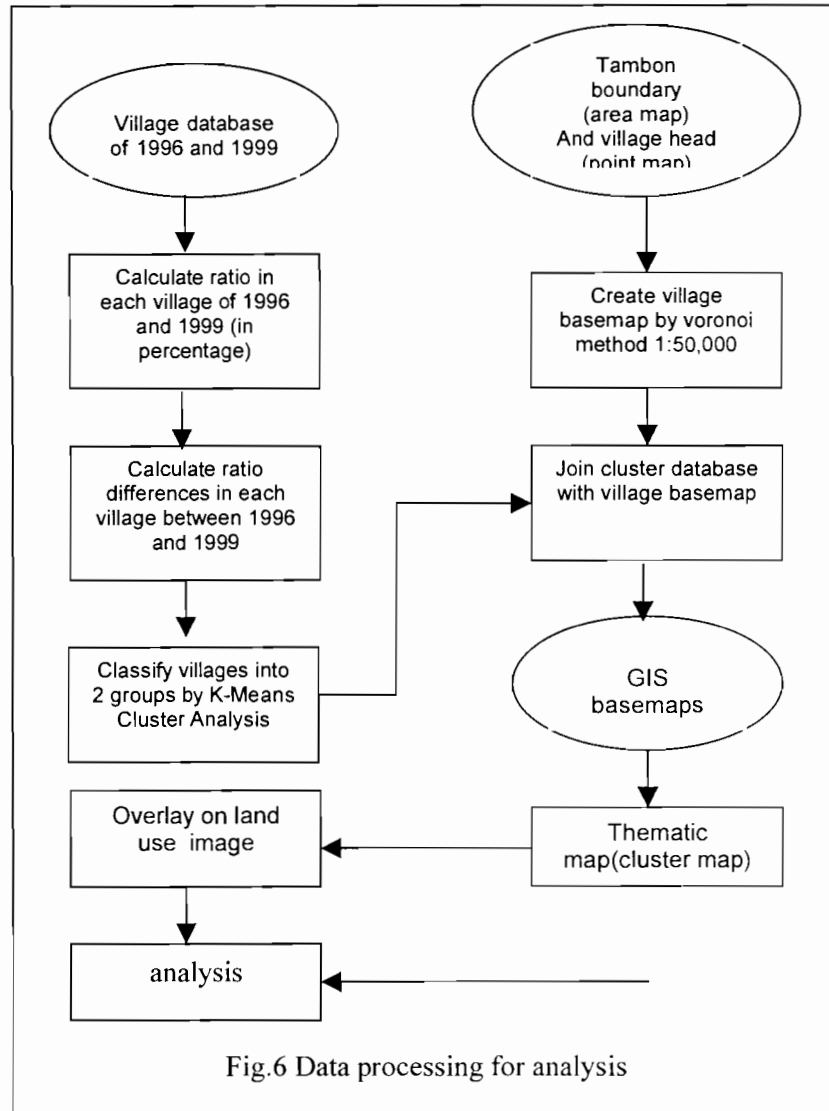 Village database
of 1996 and 1999
Calculate ratio in
each village of 1996
and 1999 (in
percentage)
Calculate ratio
differences in each
village between 1996
and 1999
Classify villages into
2 groups by K-Means
Cluster Analysis
Tambon
boundary
(area map)
And village head
(point map)
Create village
basemap by voronoi
method 1:50,000
Join cluster database
with village basemap
GIS
basemaps
Thematic
map(cluster map)
Overlay on land
use image
analysis
Fig.6 Data processing for analysis